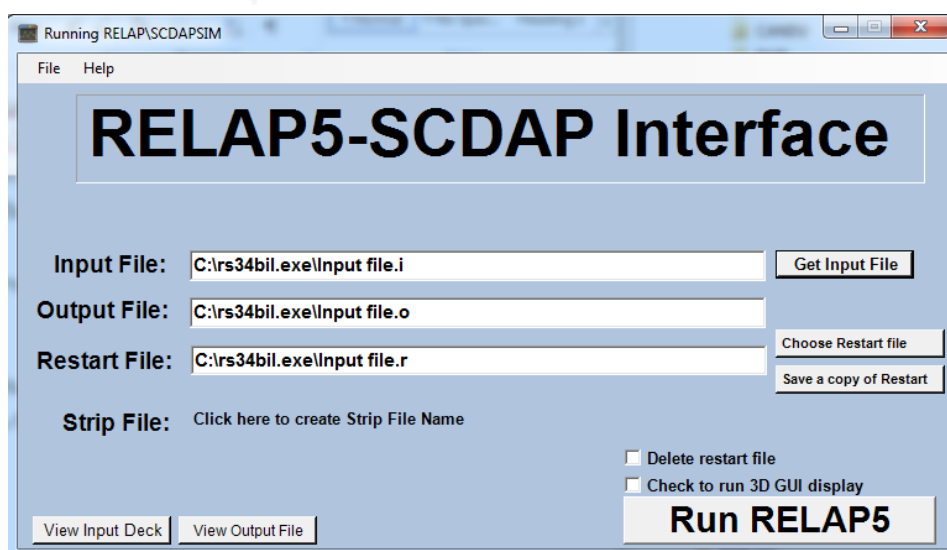 Running RELAP\SCDAPSIM
File Help
RELAP5-SCDAP Interface
Input File: C:\rs34bil.exe\Input file.i Get Input File
Output File: C:\rs34bil.exe\Input file.o
Choose Restart file
Restart File: C:\rs34bil.exe\Input file.r
Save a copy of Restart
Strip File: Click here to create Strip File Name
Delete restart file
Check to run 3D GUI display
View Input Deck View Output File Run RELAP5